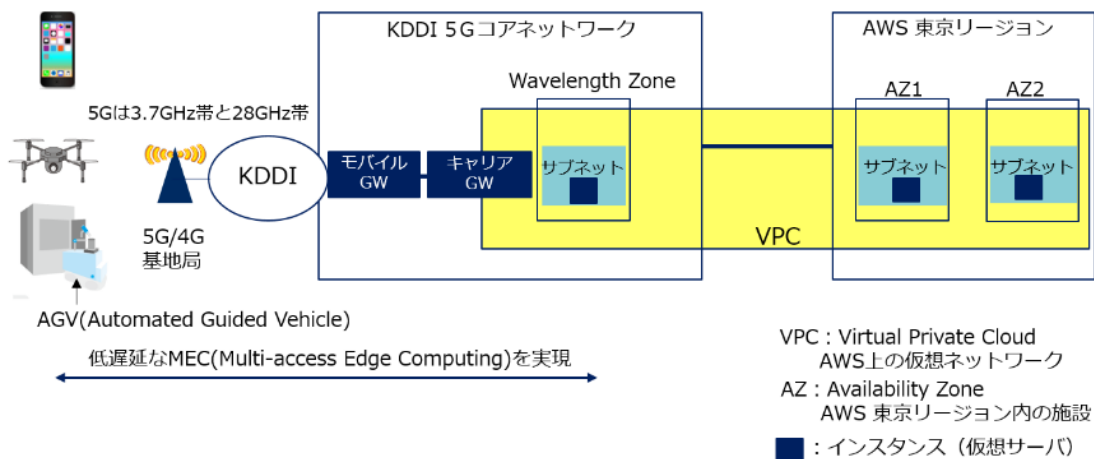 KDDI 5Gコアネットワーク
AWS 東京リージョン
Wavelength Zone
AZ1
AZ2
5Gは3.7GHz帯と28GHz帯
KDDI
モバイル
GW
キャリア
GW
サブネット
サブネット
サブネット
VPC
5G/4G
基地局
AGV(Automated Guided Vehicle)
低遅延なMEC(Multi-access Edge Computing)を実現
VPC：Virtual Private Cloud
AWS上の仮想ネットワーク
AZ：Availability Zone
AWS 東京リージョン内の施設
：インスタンス（仮想サーバ）